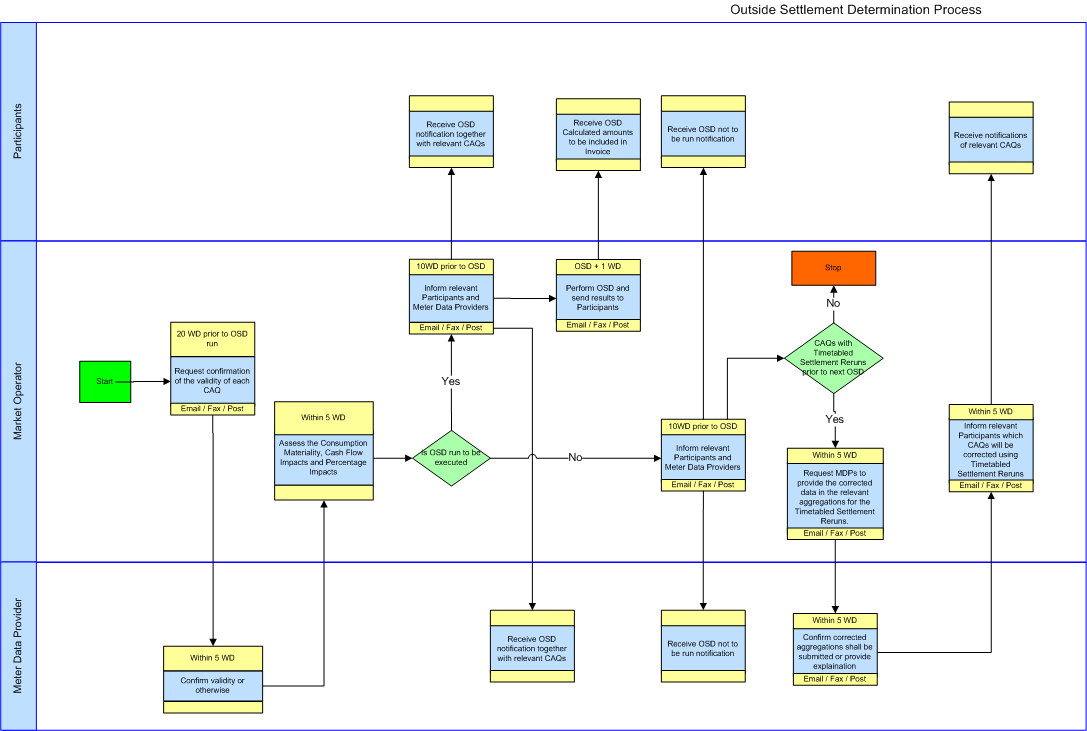 Outside Settlement Determination Process
Participants
Receive OSD
notification together
with relevant CAQs
Receive OSD
Calculated amounts
to be included in
Invoice
Receive OSD not to
be run notification
Receive notifications
of relevant CAQs
Market Operator
Start
20 WD prior to OSD
run
Request confirmation
of the validity of each
CAQ
Email / Fax / Post
Within 5 WD
Assess the Consumption
Materiality, Cash Flow
Impacts and Percentage
Impacts
Is OSD run to be
executed
Yes
No
10WD prior to OSD
Inform relevant
Participants and
Meter Data Providers
Email / Fax / Post
OSD + 1 WD
Perform OSD and
send results to
Participants
Email / Fax / Post
10WD prior to OSD
Inform relevant
Participants and
Meter Data Providers
Email / Fax / Post
Stop
No
CAQs with
Timetabled
Settlement Reruns
prior to next OSD
Yes
Within 5 WD
Request MDPs to
provide the corrected
data in the relevant
aggregations for the
Timetabled Settlement
Reruns.
Email / Fax / Post
Within 5 WD
Inform relevant
Participants which
CAQs will be
corrected using
Timetabled
Settlement Reruns
Email / Fax / Post
Meter Data Provider
Within 5 WD
Confirm validity or
otherwise
Receive OSD
notification together
with relevant CAQs
Receive OSD not to
be run notification
Within 5 WD
Confirm corrected
aggregations shall be
submitted or provide
explaination
Email / Fax / Post